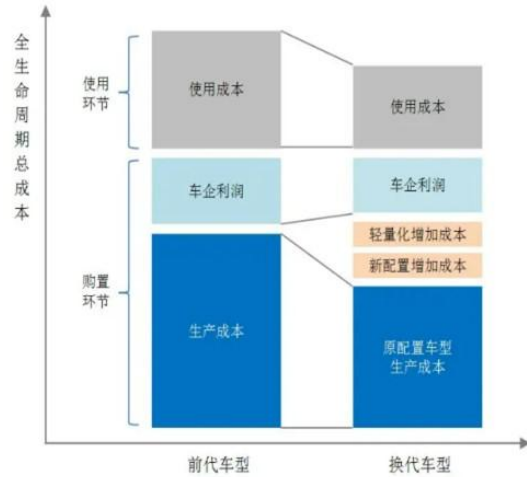 全生命周期总成本
使用
环节
使用成本
使用成本
车企利润
车企利润
轻量化增加成本
新配置增加成本
购置
环节
生产成本
原配置车型
生产成本
前代车型
换代车型